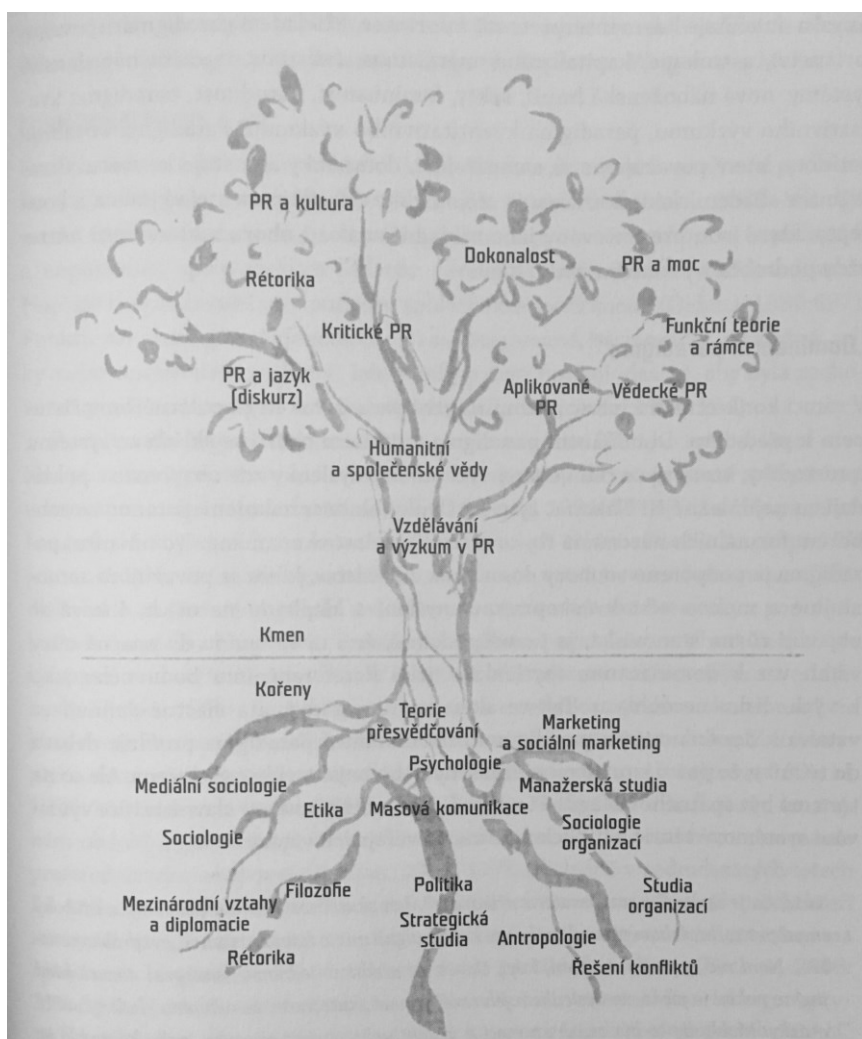 PR a kultura
Dokonalost
PR a moc
Rétorika
Kritické PR
Funkční teorie
a rámce
PR a jazyk
(diskurz)
Aplikované
PR
Vědecké PR
Humanitní
a společenské vědy
Vzdělávání
a výzkum v PR
Kmen
Kořeny
Teorie
přesvědčování
Marketing
a sociální marketing
Psychologie
Mediální sociologie
Manažerská studia
Etika
Masová komunikace
Sociologie
Sociologie
organizací
Filozofie
Politika
Studia
organizací
Mezinárodní vztahy
a diplomacie
Strategická
studia
Antropologie
Rétorika
Řešení konfliktů